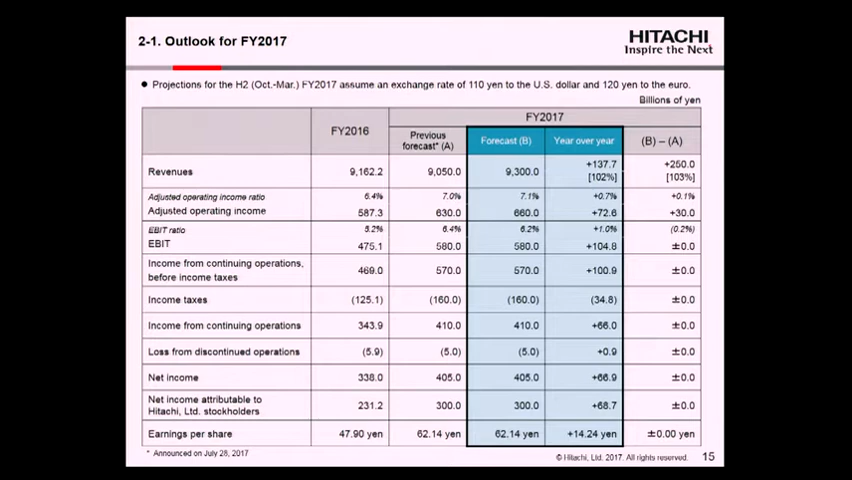 2-1. Outlook for FY2017
HITACHI
Inspire the Next
● Projections for the H2 (Oct.-Mar.) FY2017 assume an exchange rate of 110 yen to the U.S. dollar and 120 yen to the euro.
Billions of yen
FY2016
FY2017
Previous forecast* (A)
Forecast (B)
Year over year
(B) – (A)
Revenues 9,162.2 9,050.0 9,300.0 +137.7 [102%] +250.0 [103%]
Adjusted operating income ratio 6.4% 7.0% 7.1% +0.7% +0.1%
Adjusted operating income 587.3 630.0 660.0 +72.6 +30.0
EBIT ratio 5.2% 6.4% 6.2% +1.0% (0.2%)
EBIT 475.1 580.0 580.0 +104.8 ±0.0
Income from continuing operations, before income taxes 469.0 570.0 570.0 +100.9 ±0.0
Income taxes (125.1) (160.0) (160.0) (34.8) ±0.0
Income from continuing operations 343.9 410.0 410.0 +66.0 ±0.0
Loss from discontinued operations (5.9) (5.0) (5.0) +0.9 ±0.0
Net income 338.0 405.0 405.0 +66.9 ±0.0
Net income attributable to Hitachi, Ltd. stockholders 231.2 300.0 300.0 +68.7 ±0.0
Earnings per share 47.90 yen 62.14 yen 62.14 yen +14.24 yen ±0.00 yen
* Announced on July 28, 2017
© Hitachi, Ltd. 2017. All rights reserved. 15